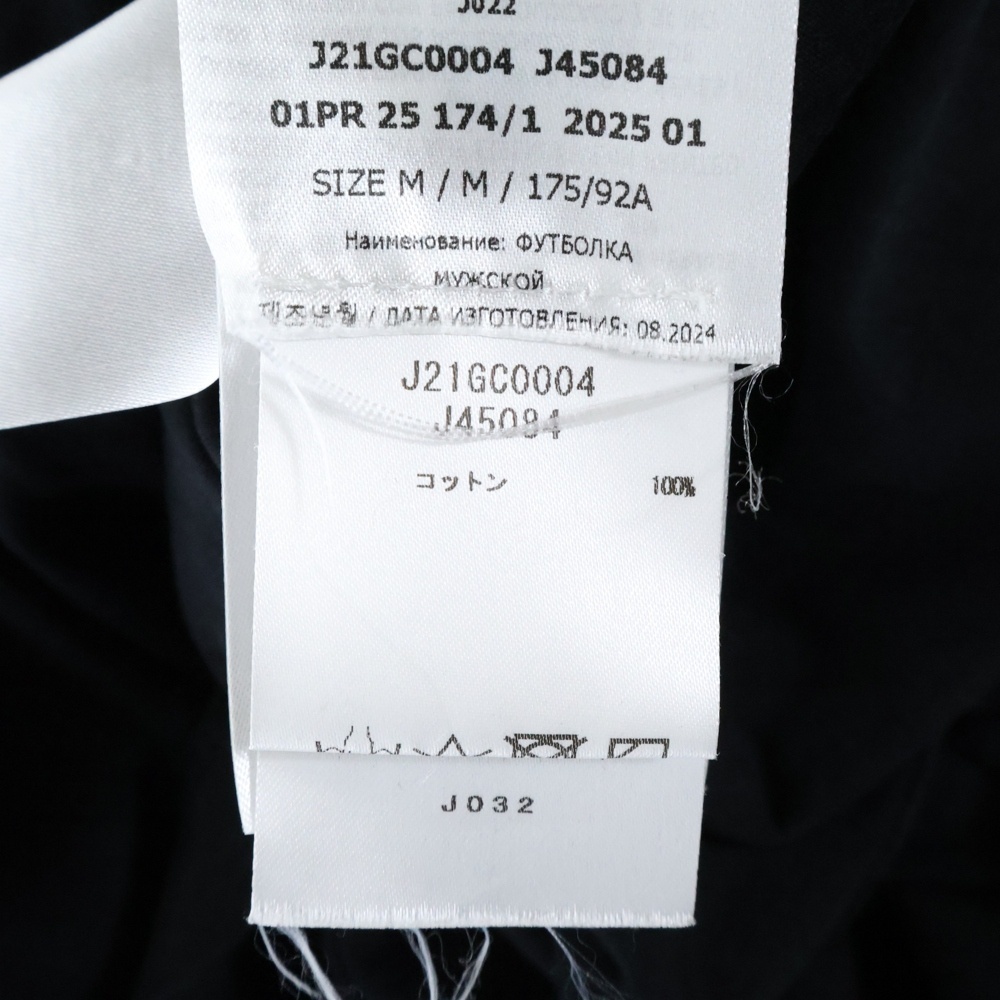 J022
J21GC0004 J45084
01PR 25 174/1 2025 01
SIZE M / M / 175/92A
Наименование: ФУТБОЛКА
МУЖСКОЙ
제조년월 / ДАТА ИЗГОТОВЛЕНИЯ: 08.2024
J21GC0004
J45084
コットン 100%
J032